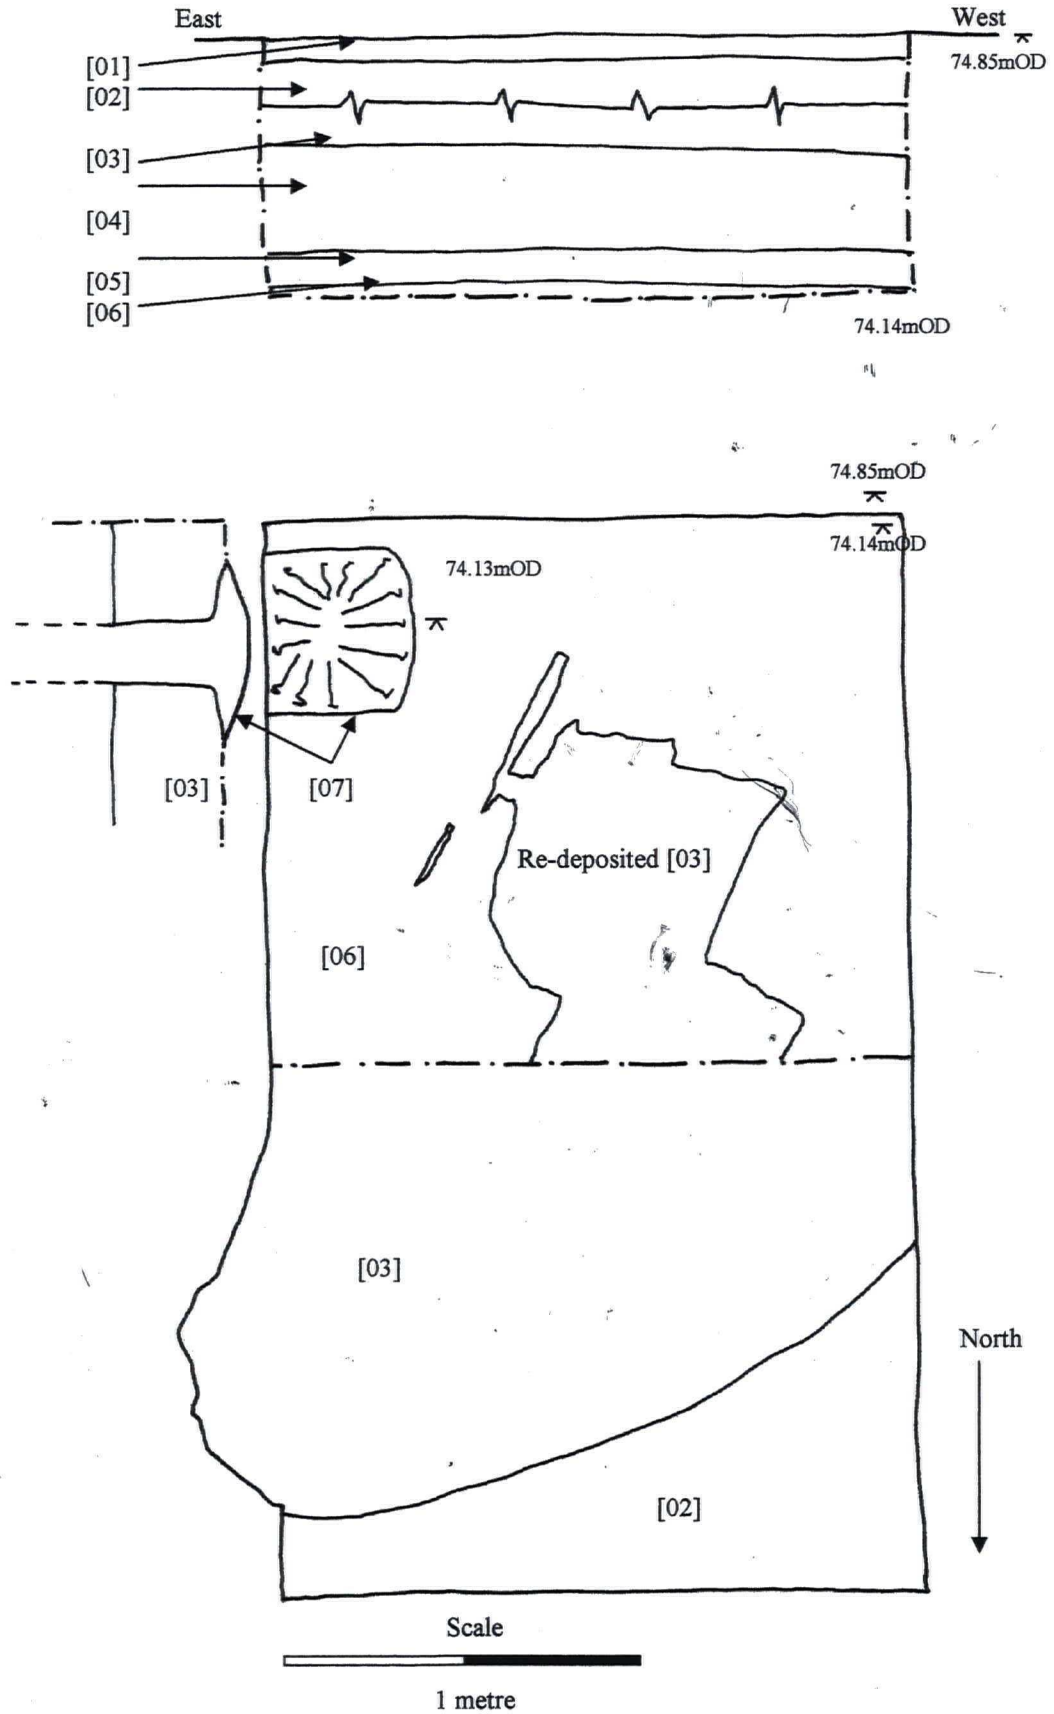 East
West
74.85mOD
[01]
[02]
[03]
[04]
[05]
[06]
74.14mOD
74.85mOD
74.14mOD
74.13mOD
[03]
[07]
Re-deposited [03]
[06]
[03]
North
[02]
Scale
1 metre